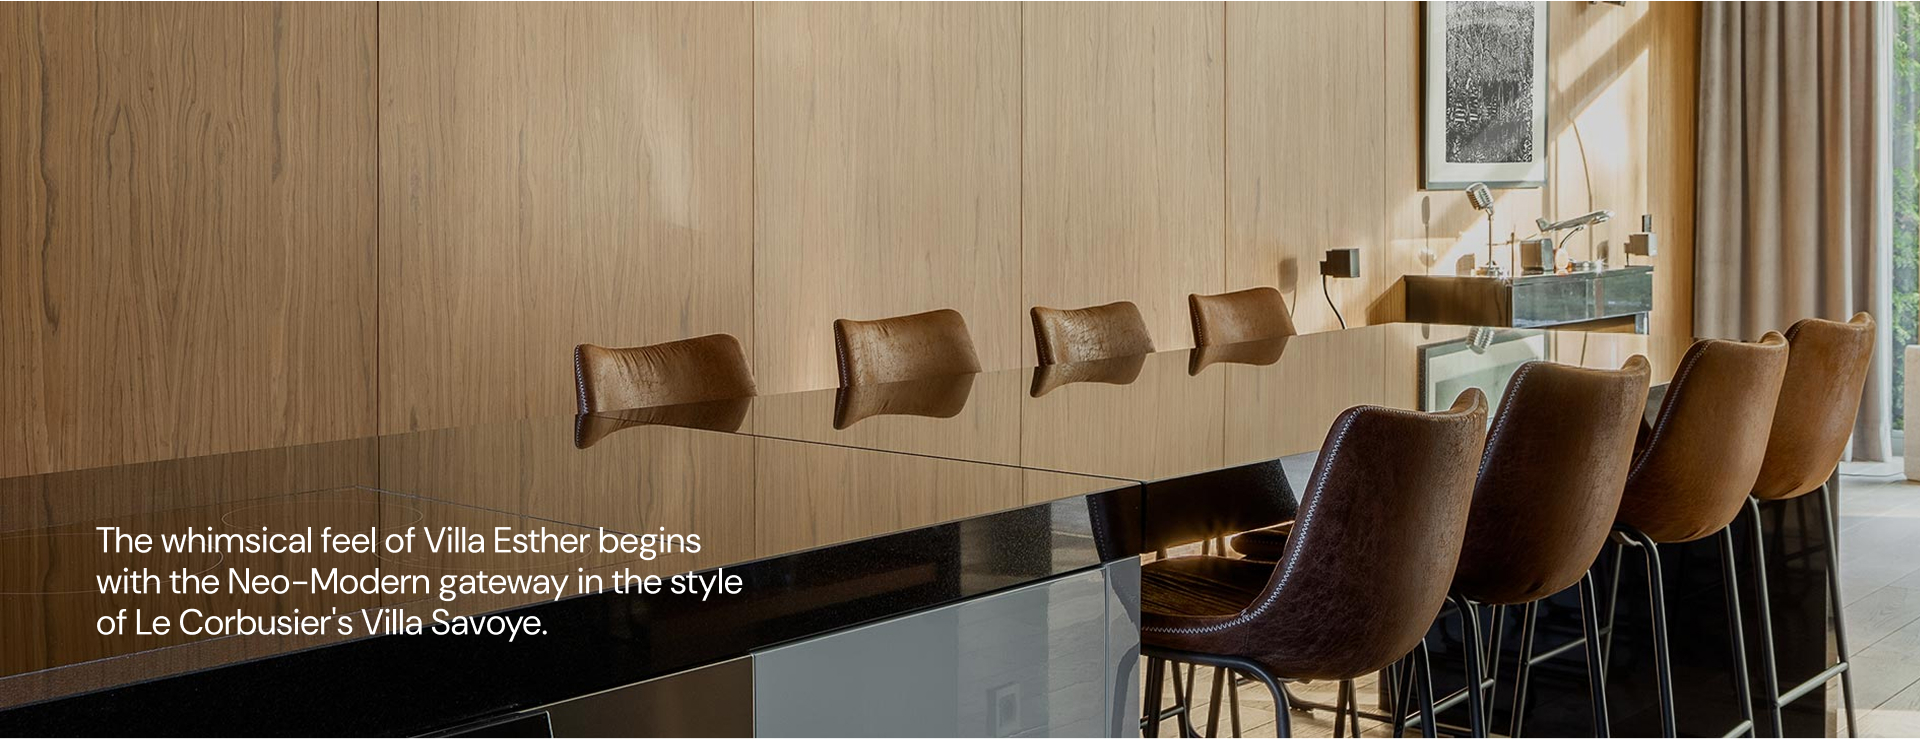 The whimsical feel of Villa Esther begins
with the Neo-Modern gateway in the style
of Le Corbusier's Villa Savoye.